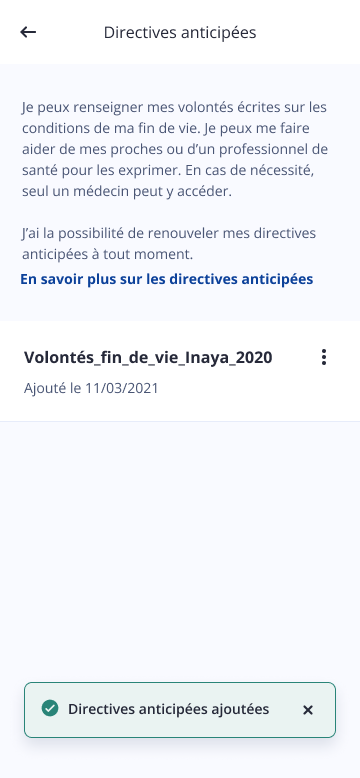 Directives anticipées
Je peux renseigner mes volontés écrites sur les
conditions de ma fin de vie. Je peux me faire
aider de mes proches ou d’un professionnel de
santé pour les exprimer. En cas de nécessité,
seul un médecin peut y accéder.
J’ai la possibilité de renouveler mes directives
anticipées à tout moment.
En savoir plus sur les directives anticipées
Volontés_fin_de_vie_Inaya_2020
Ajouté le 11/03/2021
Directives anticipées ajoutées